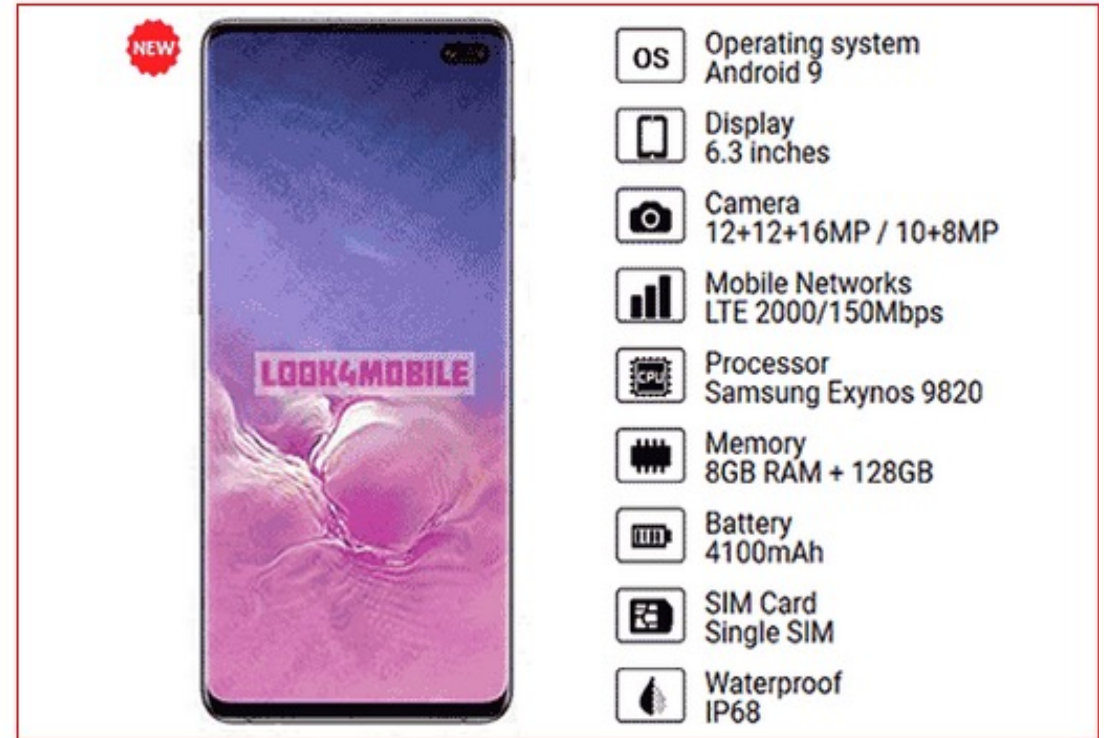 NEW
LOOK4MOBILE
OS
Operating system
Android 9
Display
6.3 inches
Camera
12+12+16MP / 10+8MP
Mobile Networks
LTE 2000/150Mbps
CPU
Processor
Samsung Exynos 9820
Memory
8GB RAM + 128GB
Battery
4100mAh
SIM Card
Single SIM
Waterproof
IP68